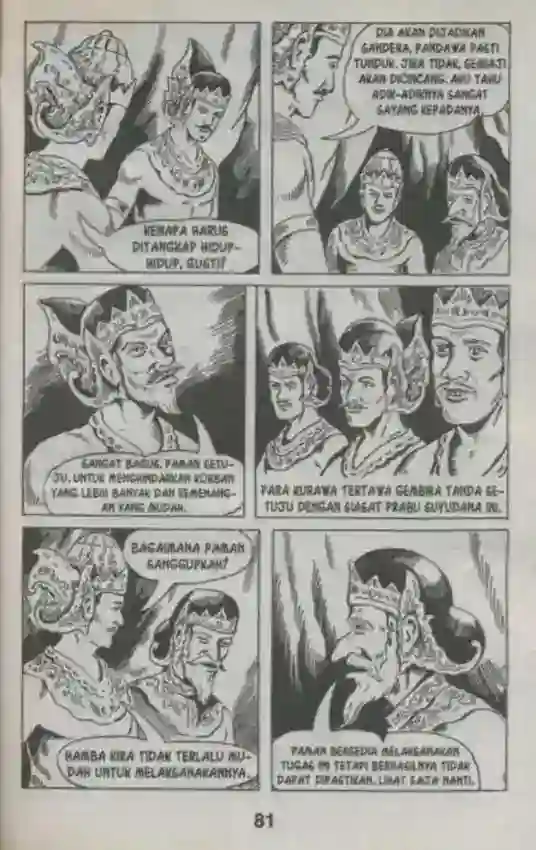 KENAPA HARUS
DITANGKAP HIDUP-
HIDUP, GUSTI?
DIA AKAN DIJADIKAN
SANDERA, PANDAWA PASTI
TUNDUK. JIKA TIDAK, SENAJI
AKAN DICINCANG. AKU TAHU
ADIK-ADIKNYA SANGAT
SAYANG KEPADANYA.
SANGAT BAGUS. PAMAN SETU-
JU. UNTUK MENGHINDARKAN KORBAN
YANG LEBIH BANYAK DAN KEMENANG-
AN YANG MUDAH.
PARA KURAWA TERTAWA GEMBIRA TANDA SE-
TUJU DENGAN SIASAT PRABU SUYUDANA INI.
BAGAIMANA PAMAN
SANGGUPKAH?
HAMBA KIRA TIDAK TERLALU MU-
DAH UNTUK MELAKSANAKANNYA.
PAMAN BERSEDIA MELAKSANAKAN
TUGAS INI TETAPI BERHASILNYA TIDAK
DAPAT DIPASTIKAN. LIHAT SAJA NANTI.
81